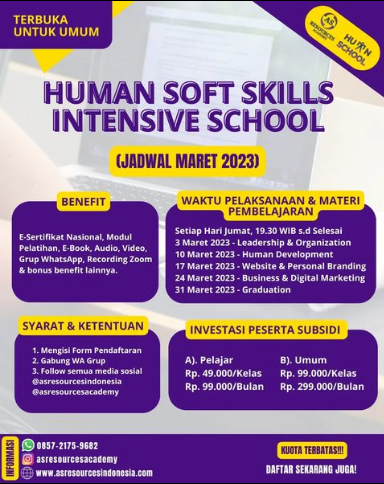 TERBUKA
UNTUK UMUM
AS
RESOURCES
HUMAN
SCHOOL
HUMAN SOFT SKILLS
INTENSIVE SCHOOL
(JADWAL MARET 2023)
BENEFIT
E-Sertifikat Nasional, Modul
Pelatihan, E-Book, Audio, Video,
Grup WhatsApp, Recording Zoom
& bonus benefit lainnya.
WAKTU PELAKSANAAN & MATERI
PEMBELAJARAN
Setiap Hari Jumat, 19.30 WIB s.d Selesai
3 Maret 2023 - Leadership & Organization
10 Maret 2023 - Human Development
17 Maret 2023 - Website & Personal Branding
24 Maret 2023 - Business & Digital Marketing
31 Maret 2023 - Graduation
SYARAT & KETENTUAN
1. Mengisi Form Pendaftaran
2. Gabung WA Grup
3. Follow semua media sosial
@asresourcesindonesia
@asresourcesacademy
INVESTASI PESERTA SUBSIDI
A). Pelajar
Rp. 49.000/Kelas
Rp. 99.000/Bulan
B). Umum
Rp. 99.000/Kelas
Rp. 299.000/Bulan
INFORMASI
0857-2175-9682
asresourcesacademy
www.asresourcesindonesia.com
KUOTA TERBATAS!!!
DAFTAR SEKARANG JUGA!